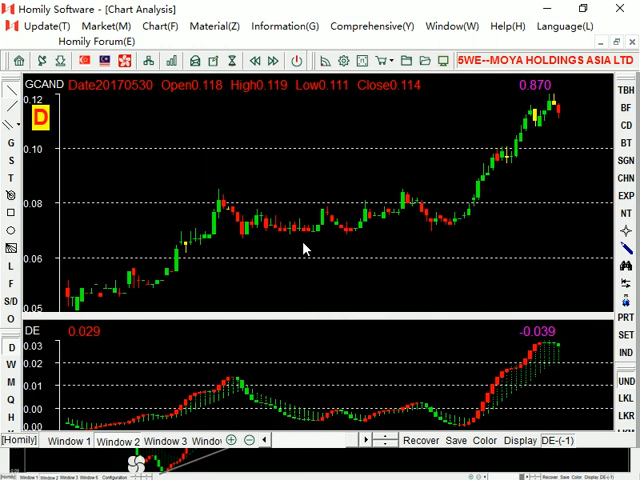 Homily Software - [Chart Analysis]
Update(T) Market(M) Chart(F) Material(Z) Information(G) Comprehensive(Y) Window(W) Help(H) Language(L)
Homily Forum(E)
5WE--MOYA HOLDINGS ASIA LTD
GCAND Date20170530 Open0.118 High0.119 Low0.111 Close0.114 0.870
0.12
D
0.10
0.08
0.06
0.05
DE 0.029 -0.039
0.03
0.02
0.01
0.00
0.00
G
S
T
L
F
S/D
O
D
W
M
Q
H
TBH
BF
CD
BT
SGN
CHN
EXP
NT
PRT
SET
IND
UND
LKL
LKR
LKM
[Homily] Window 1 Window 2 Window 3 Recover Save Color Display DE-(-1)